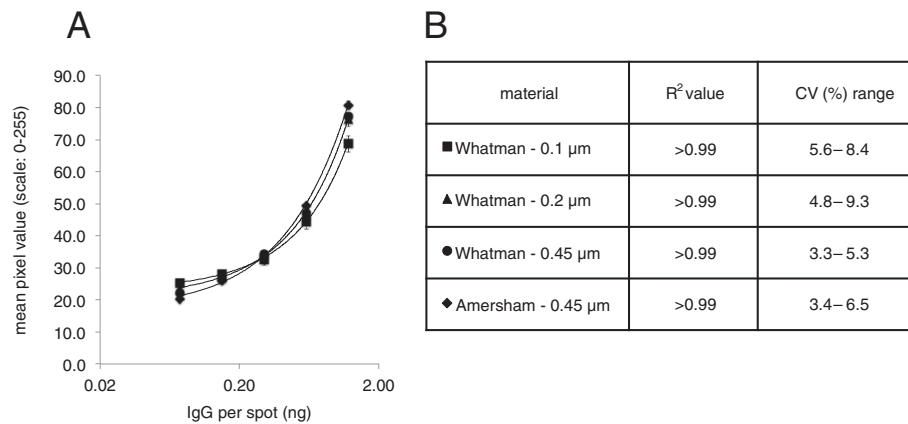 A
mean pixel value (scale: 0-255)
90.0
80.0
70.0
60.0
50.0
40.0
30.0
20.0
10.0
0.0
0.02
0.20
2.00
IgG per spot (ng)
B
material R² value CV (%) range
Whatman - 0.1 µm >0.99 5.6–8.4
Whatman - 0.2 µm >0.99 4.8–9.3
Whatman - 0.45 µm >0.99 3.3–5.3
Amersham - 0.45 µm >0.99 3.4–6.5